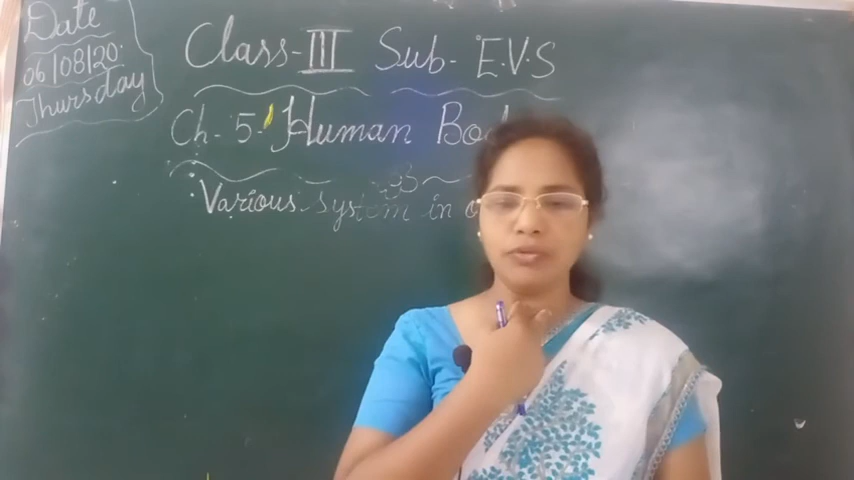 Date
06/08/20
Thursday
Class-III Sub- E.V.S
Ch- 5- Human Bod
Various System in o